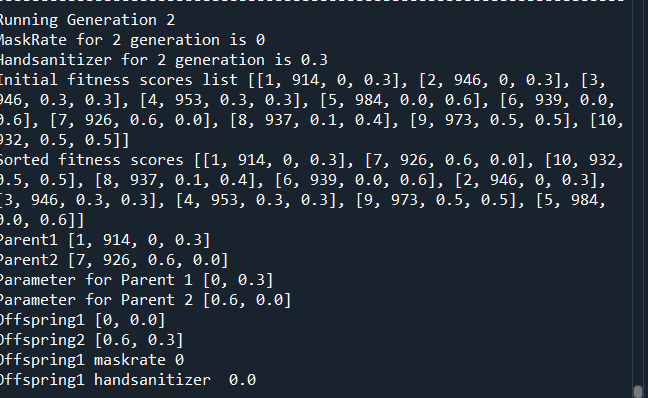 Running Generation 2
MaskRate for 2 generation is 0
Handsanitizer for 2 generation is 0.3
Initial fitness scores list [[1, 914, 0, 0.3], [2, 946, 0, 0.3], [3,
946, 0.3, 0.3], [4, 953, 0.3, 0.3], [5, 984, 0.0, 0.6], [6, 939, 0.0,
0.6], [7, 926, 0.6, 0.0], [8, 937, 0.1, 0.4], [9, 973, 0.5, 0.5], [10,
932, 0.5, 0.5]]
Sorted fitness scores [[1, 914, 0, 0.3], [7, 926, 0.6, 0.0], [10, 932,
0.5, 0.5], [8, 937, 0.1, 0.4], [6, 939, 0.0, 0.6], [2, 946, 0, 0.3],
[3, 946, 0.3, 0.3], [4, 953, 0.3, 0.3], [9, 973, 0.5, 0.5], [5, 984,
0.0, 0.6]]
Parent1 [1, 914, 0, 0.3]
Parent2 [7, 926, 0.6, 0.0]
Parameter for Parent 1 [0, 0.3]
Parameter for Parent 2 [0.6, 0.0]
Offspring1 [0, 0.0]
Offspring2 [0.6, 0.3]
Offspring1 maskrate 0
Offspring1 handsanitizer  0.0